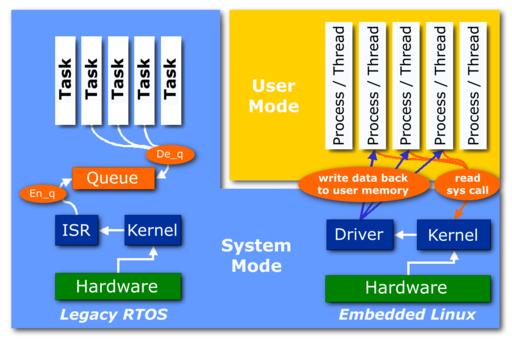 Task
Task
Task
Task
Task
De_q
Queue
En_q
ISR
Kernel
Hardware
Legacy RTOS
User
Mode
Process / Thread
Process / Thread
Process / Thread
Process / Thread
Process / Thread
write data back
to user memory
read
sys call
System
Mode
Driver
Kernel
Hardware
Embedded Linux